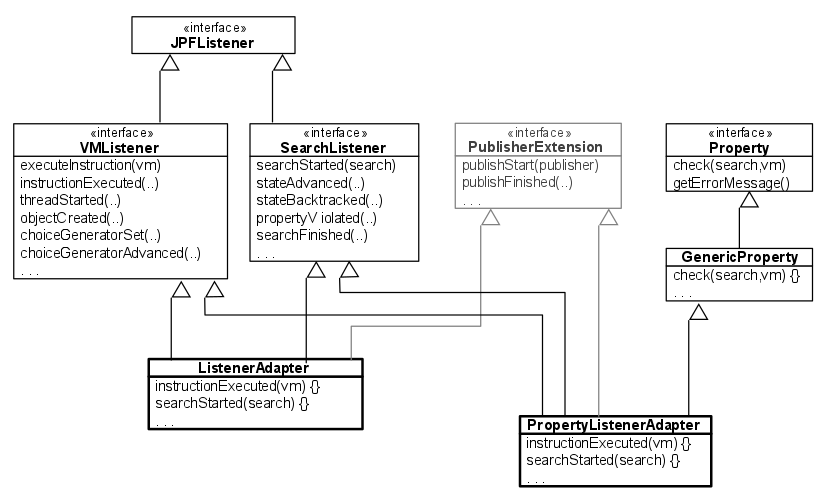 «interface»
JPFListener
«interface»
VMListener
executeInstruction(vm)
instructionExecuted(..)
threadStarted(..)
objectCreated(..)
choiceGeneratorSet(..)
choiceGeneratorAdvanced(..)
. . .
«interface»
SearchListener
searchStarted(search)
stateAdvanced(..)
stateBacktracked(..)
propertyV iolated(..)
searchFinished(..)
. . .
«interface»
PublisherExtension
publishStart(publisher)
publishFinished(..)
. . .
«interface»
Property
check(search,vm)
getErrorMessage()
GenericProperty
check(search,vm) {}
. . .
ListenerAdapter
instructionExecuted(vm) {}
searchStarted(search) {}
. . .
PropertyListenerAdapter
instructionExecuted(vm) {}
searchStarted(search) {}
. . .